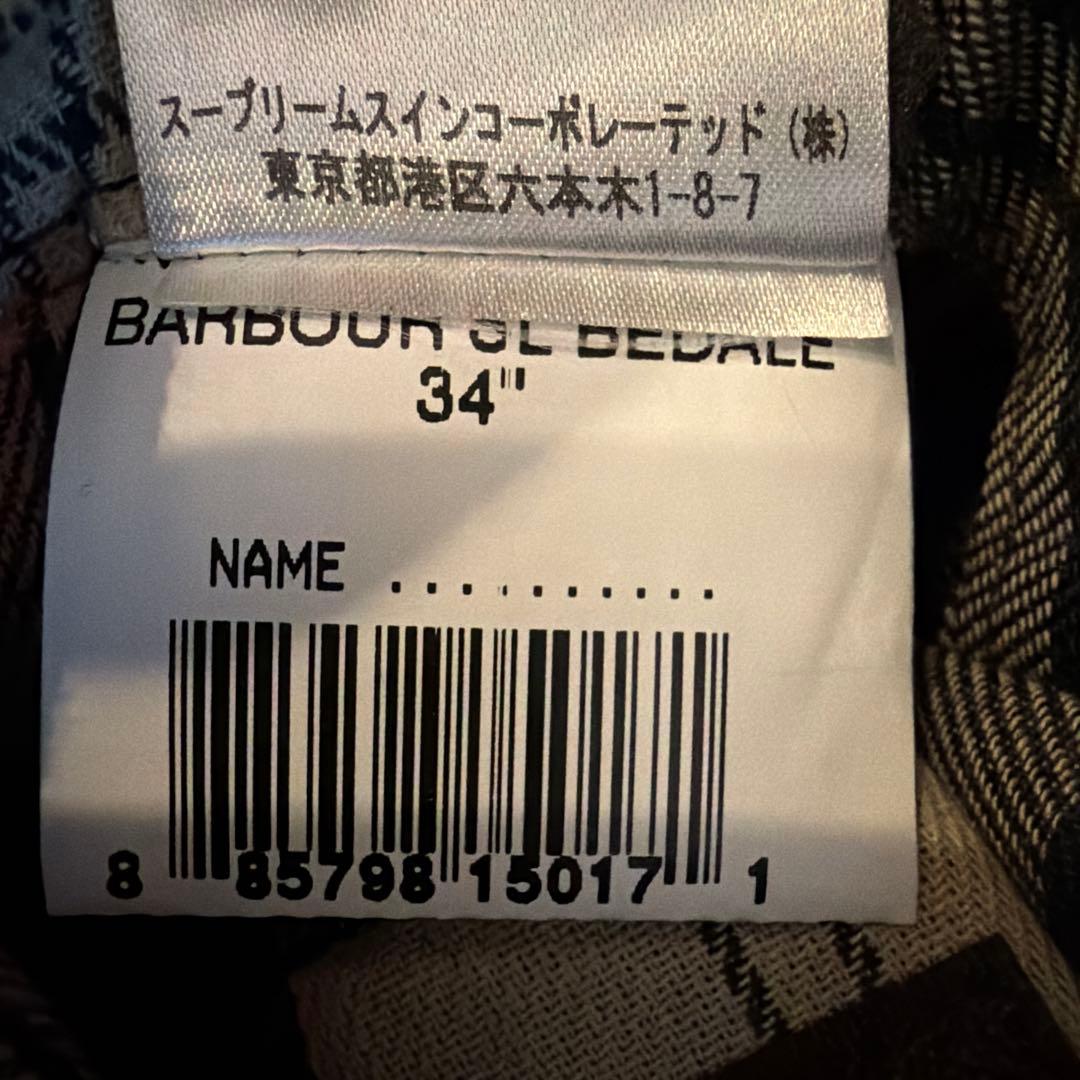 スープリームスインコーポレーテッド (株)
東京都港区六本木1-8-7
BARBOUR SL BEDALE
34"
NAME ...........
8 85798 15017 1